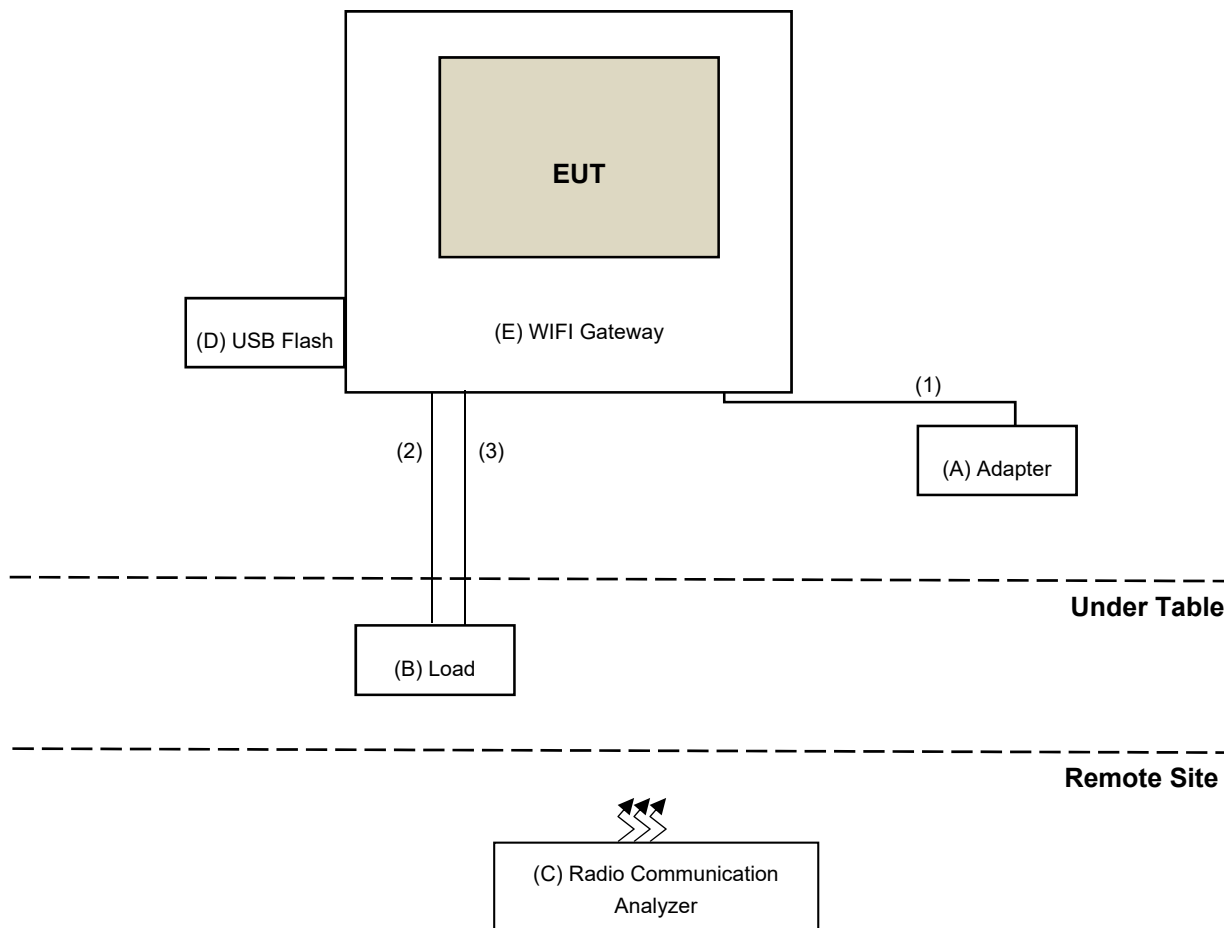 EUT
(E) WIFI Gateway
(D) USB Flash
(1)
(2)
(3)
(A) Adapter
Under Table
(B) Load
Remote Site
(C) Radio Communication
Analyzer